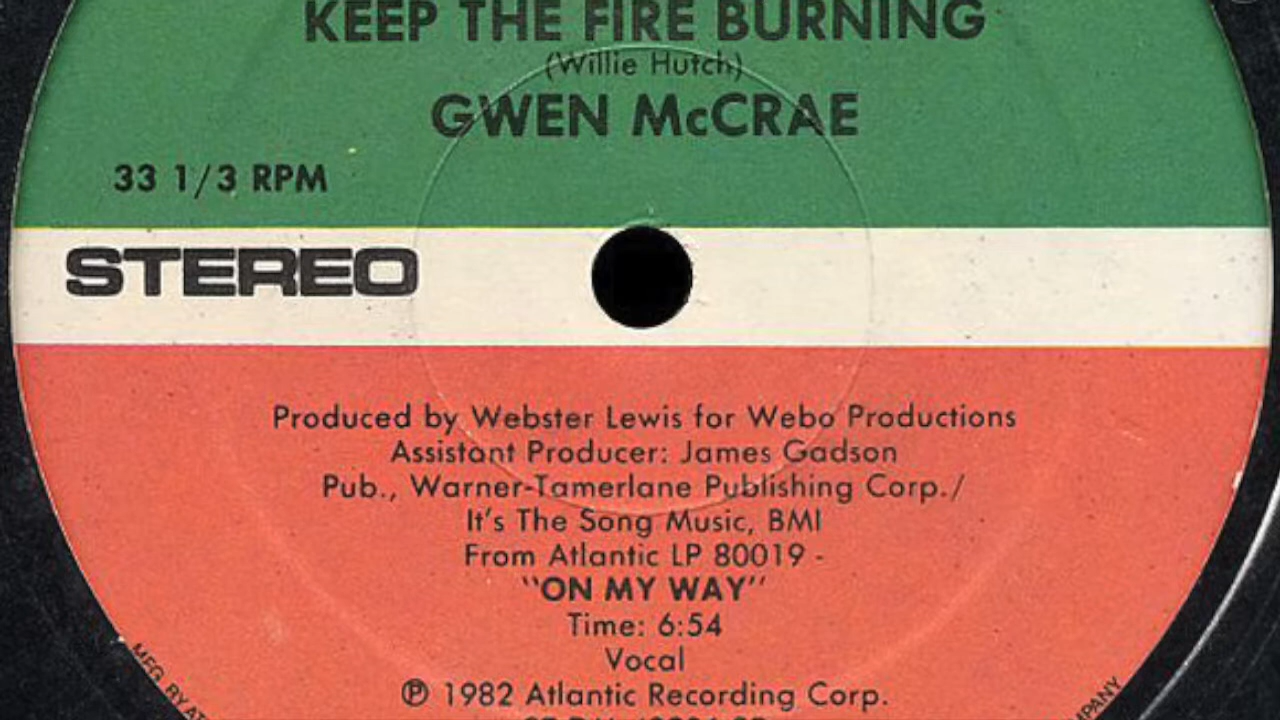 KEEP THE FIRE BURNING
(Willie Hutch)
GWEN McCRAE
33 1/3 RPM
STEREO
Produced by Webster Lewis for Webo Productions
Assistant Producer: James Gadson
Pub., Warner-Tamerlane Publishing Corp./
It's The Song Music, BMI
From Atlantic LP 80019 -
"ON MY WAY"
Time: 6:54
Vocal
℗ 1982 Atlantic Recording Corp.
MFG BY